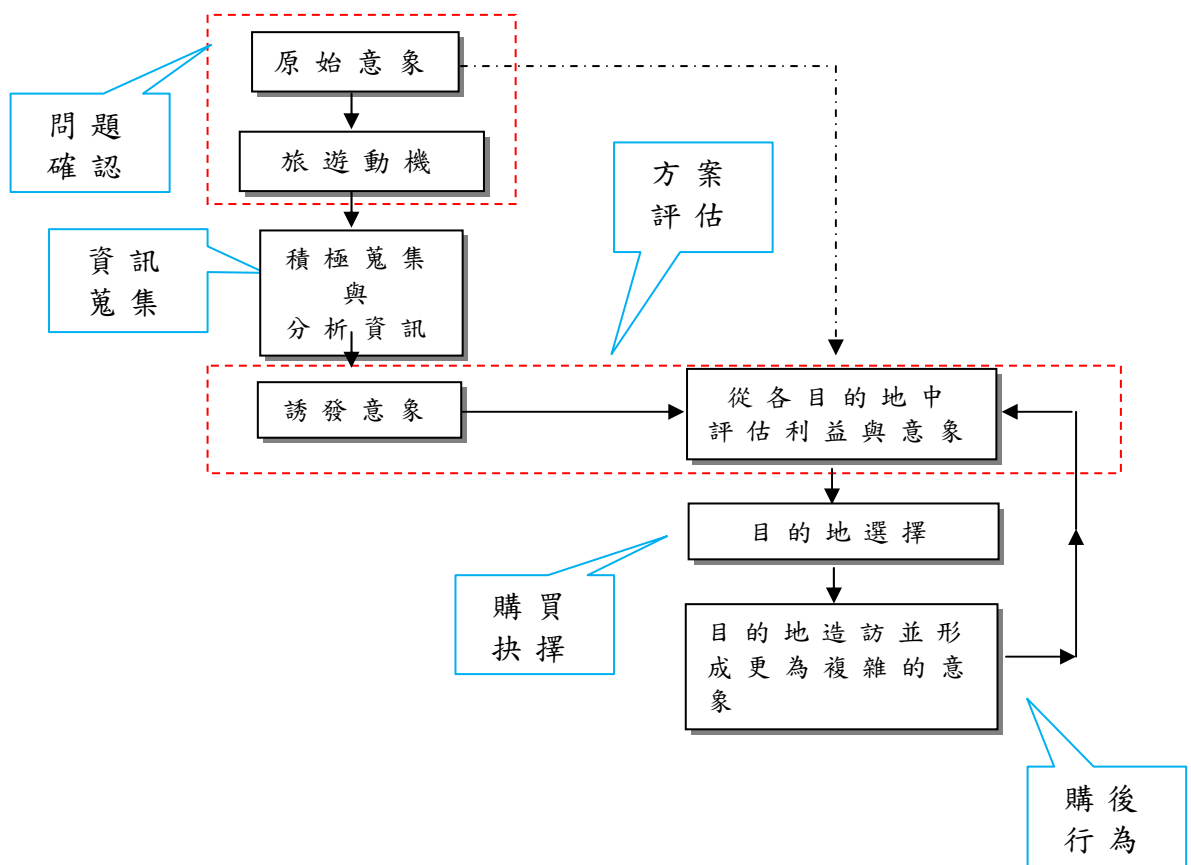 原始意象
問題
確認
旅遊動機
方案
評估
資訊
蒐集
積極蒐集
與
分析資訊
誘發意象
從各目的地中
評估利益與意象
目的地選擇
購買
抉擇
目的地造訪並形
成更為複雜的意
象
購後
行為